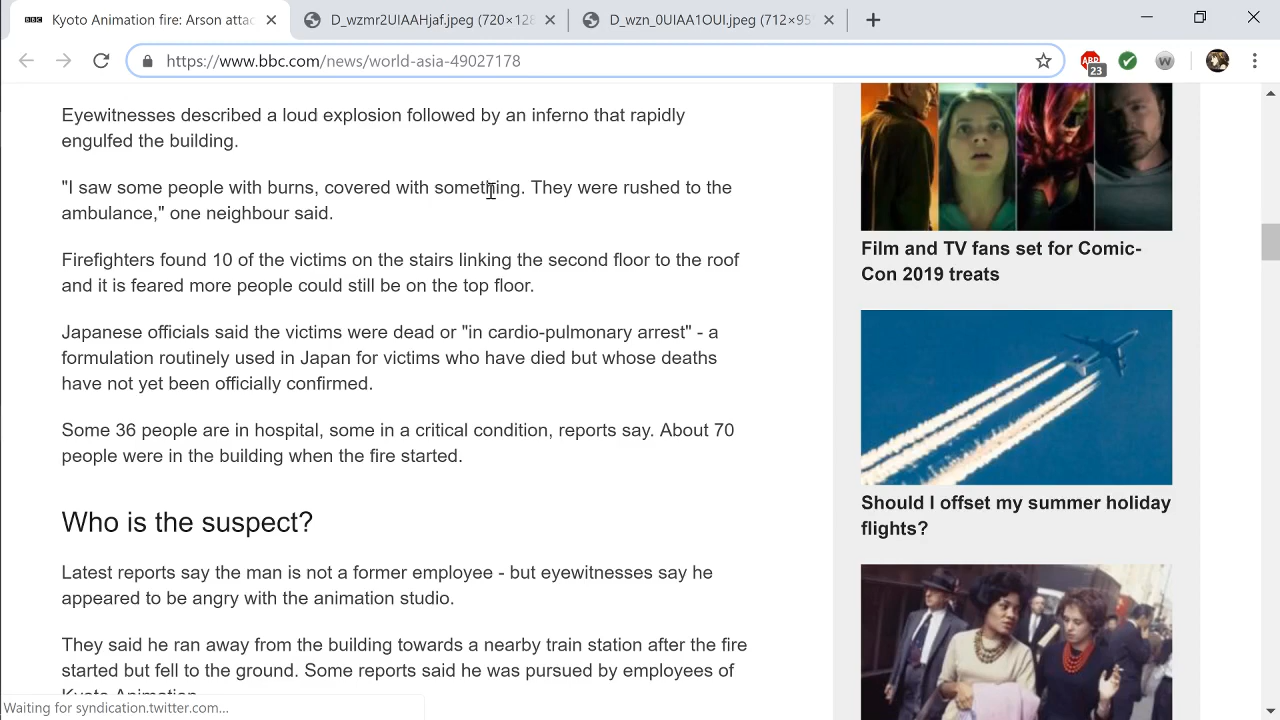 Kyoto Animation fire: Arson attac
D_wzmr2UIAAHjaf.jpeg (720×128
D_wzn_0UIAA1OUI.jpeg (712×95
https://www.bbc.com/news/world-asia-49027178
ABP
23
W
Eyewitnesses described a loud explosion followed by an inferno that rapidly
engulfed the building.
"I saw some people with burns, covered with something. They were rushed to the
ambulance," one neighbour said.
Firefighters found 10 of the victims on the stairs linking the second floor to the roof
and it is feared more people could still be on the top floor.
Japanese officials said the victims were dead or "in cardio-pulmonary arrest" - a
formulation routinely used in Japan for victims who have died but whose deaths
have not yet been officially confirmed.
Some 36 people are in hospital, some in a critical condition, reports say. About 70
people were in the building when the fire started.
Who is the suspect?
Latest reports say the man is not a former employee - but eyewitnesses say he
appeared to be angry with the animation studio.
They said he ran away from the building towards a nearby train station after the fire
started but fell to the ground. Some reports said he was pursued by employees of
Kyoto Animation
Film and TV fans set for Comic-
Con 2019 treats
Should I offset my summer holiday
flights?
Waiting for syndication.twitter.com...